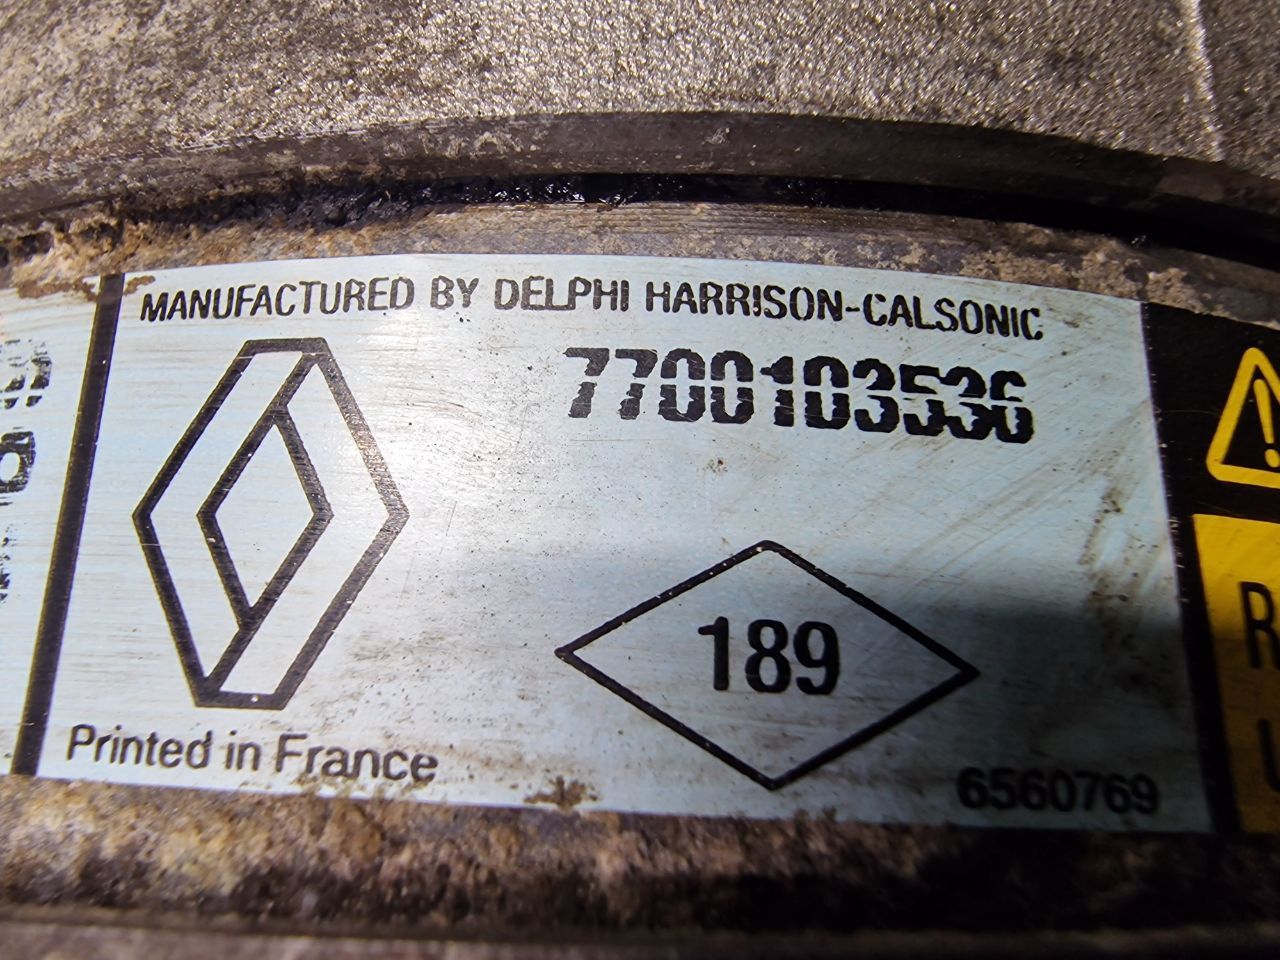 MANUFACTURED BY DELPHI HARRISON-CALSONIC
7700103536
189
Printed in France
6560769